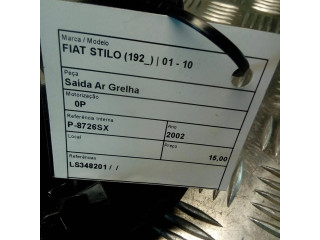 Marca / Modelo
FIAT STILO (192_) | 01 - 10
Peça
Saida Ar Grelha
Motorização
0P
Referência Interna
P-8726SX
Ano
2002
Local
Preço
15,00
Referências
LS348201 / /